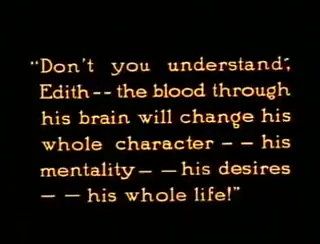 "Don't you understand,
Edith -- the blood through
his brain will change his
whole character -- his
mentality -- his desires
-- his whole life!"